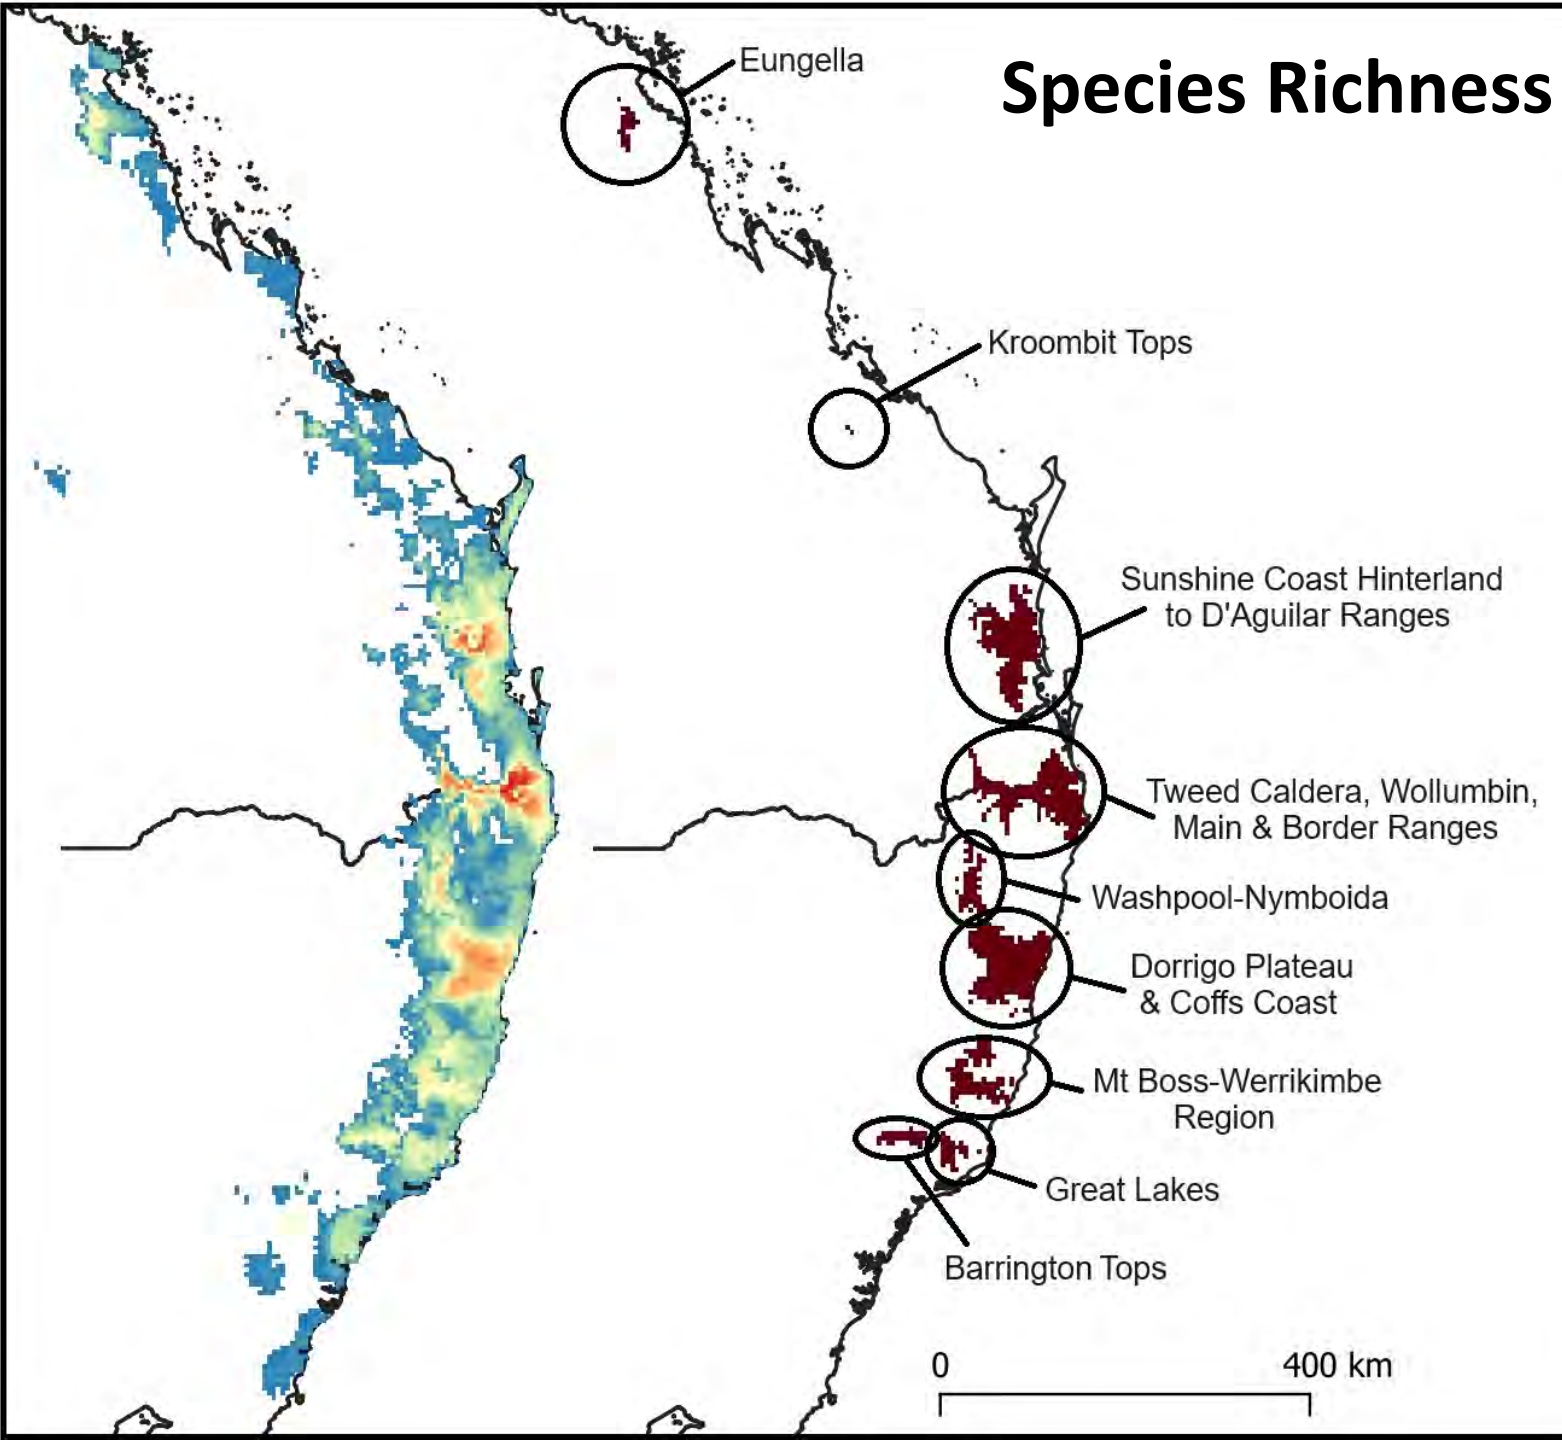 Species Richness
Eungella
Kroombit Tops
Sunshine Coast Hinterland
to D'Aguilar Ranges
Tweed Caldera, Wollumbin,
Main & Border Ranges
Washpool-Nymboida
Dorrigo Plateau
& Coffs Coast
Mt Boss-Werrikimbe
Region
Great Lakes
Barrington Tops
0 400 km